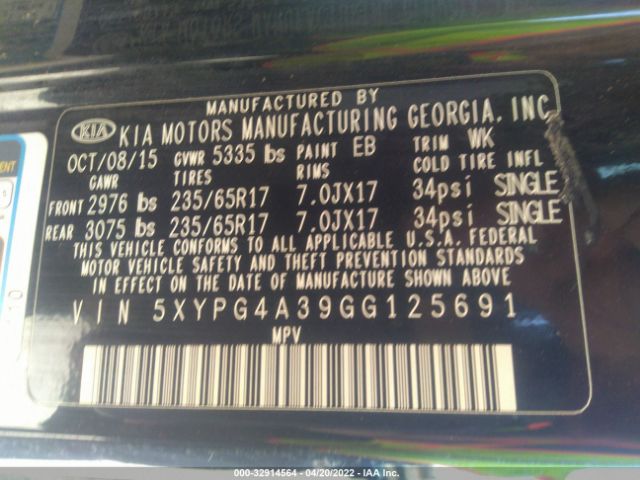 MANUFACTURED BY
KIA KIA MOTORS MANUFACTURING GEORGIA, INC
OCT/08/15 GVWR 5335 lbs PAINT EB TRIM WK
GAWR TIRES RIMS COLD TIRE INFL
FRONT 2976 lbs 235/65R17 7.0JX17 34psi SINGLE
REAR 3075 lbs 235/65R17 7.0JX17 34psi SINGLE
THIS VEHICLE CONFORMS TO ALL APPLICABLE U.S.A. FEDERAL
MOTOR VEHICLE SAFETY AND THEFT PREVENTION STANDARDS
IN EFFECT ON THE DATE OF MANUFACTURE SHOWN ABOVE
VIN 5XYPG4A39GG125691
MPV
000-32914564 - 04/20/2022 - IAA Inc.